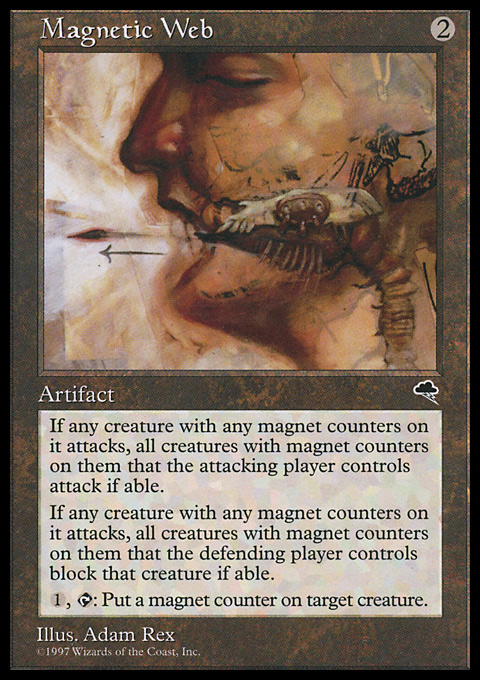 Magnetic Web 2
Artifact
If any creature with any magnet counters on
it attacks, all creatures with magnet counters
on them that the attacking player controls
attack if able.
If any creature with any magnet counters on
it attacks, all creatures with magnet counters
on them that the defending player controls
block that creature if able.
1 , : Put a magnet counter on target creature.
Illus. Adam Rex
©1997 Wizards of the Coast, Inc.